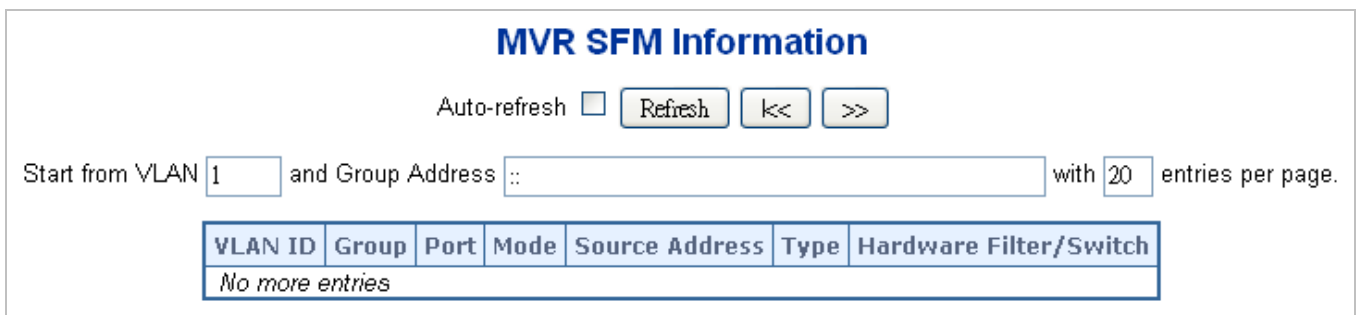 MVR SFM Information
Auto-refresh Refresh |<< >>
Start from VLAN 1 and Group Address :: with 20 entries per page.
VLAN ID Group Port Mode Source Address Type Hardware Filter/Switch
No more entries